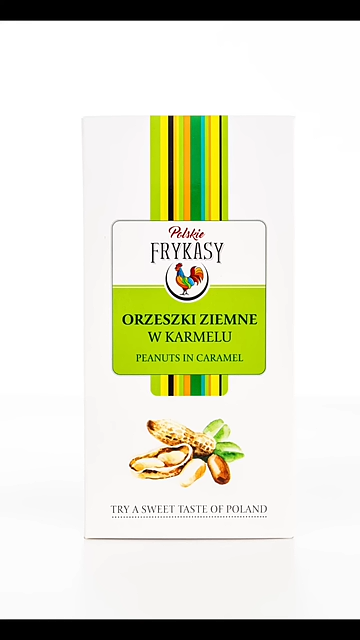 Polskie
FRYKASY
ORZESZKI ZIEMNE
W KARMELU
PEANUTS IN CARAMEL
TRY A SWEET TASTE OF POLAND